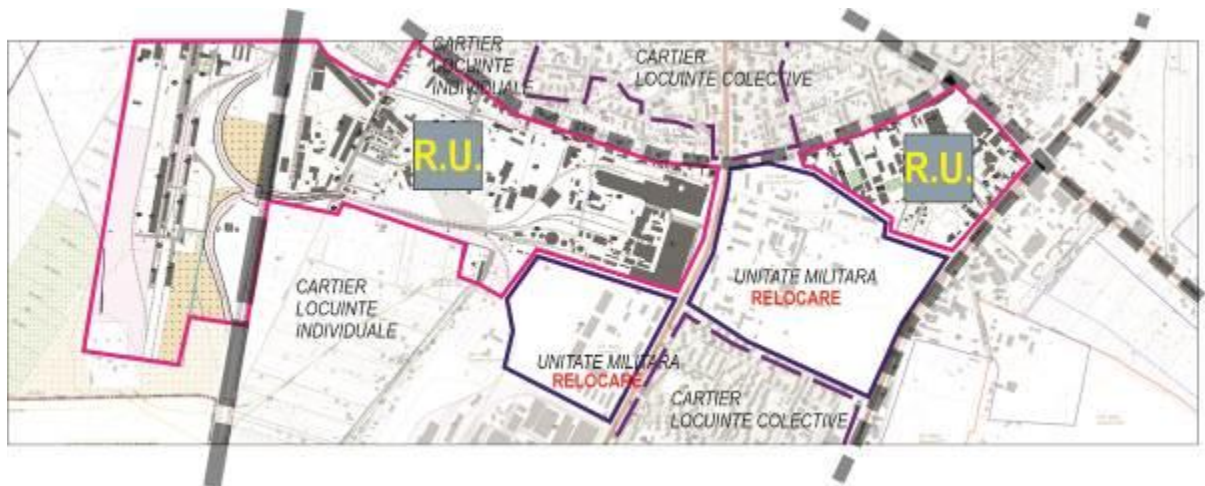 CARTIER
LOCUINTE
INDIVIDUALE
CARTIER
LOCUINTE COLECTIVE
R.U.
R.U.
CARTIER
LOCUINTE
INDIVIDUALE
UNITATE MILITARA
RELOCARE
UNITATE MILITARA
RELOCARE
CARTIER
LOCUINTE COLECTIVE